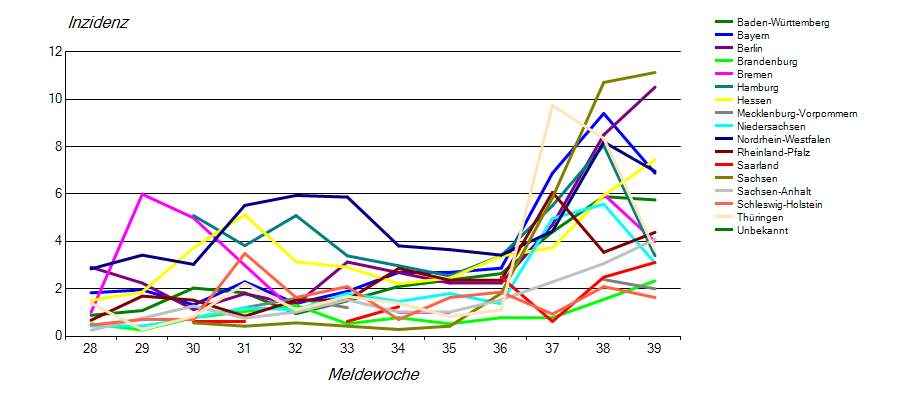 Inzidenz
12
10
8
6
4
2
0
28 29 30 31 32 33 34 35 36 37 38 39
Meldewoche
Baden-Württemberg
Bayern
Berlin
Brandenburg
Bremen
Hamburg
Hessen
Mecklenburg-Vorpommern
Niedersachsen
Nordrhein-Westfalen
Rheinland-Pfalz
Saarland
Sachsen
Sachsen-Anhalt
Schleswig-Holstein
Thüringen
Unbekannt